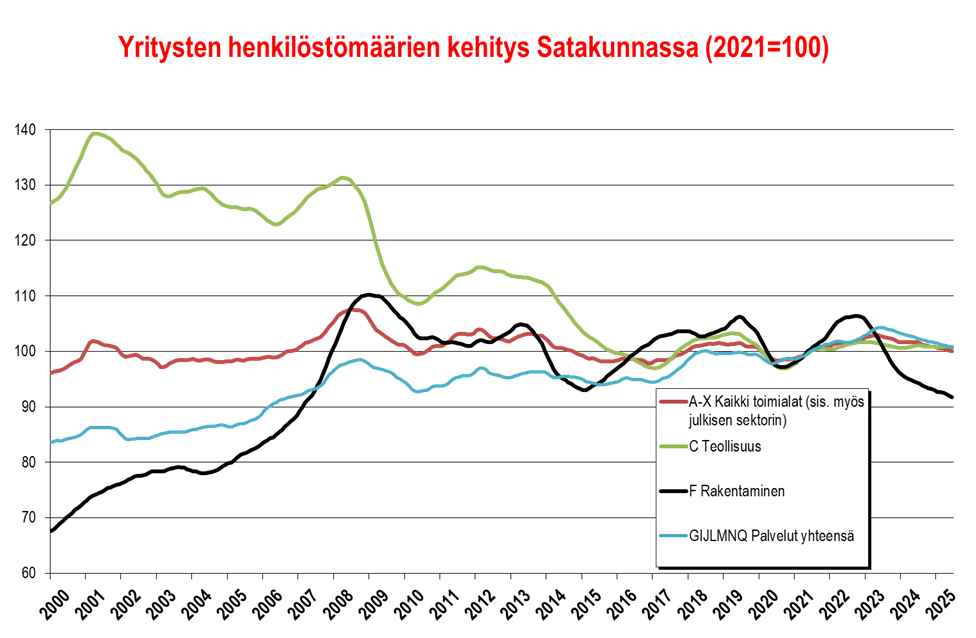 Yritysten henkilöstömäärien kehitys Satakunnassa (2021=100)
140
130
120
110
100
90
80
70
60
A-X Kaikki toimialat (sis. myös
julkisen sektorin)
C Teollisuus
F Rakentaminen
GIJLMNQ Palvelut yhteensä
2000 2001 2002 2003 2004 2005 2006 2007 2008 2009 2010 2011 2012 2013 2014 2015 2016 2017 2018 2019 2020 2021 2022 2023 2024 2025